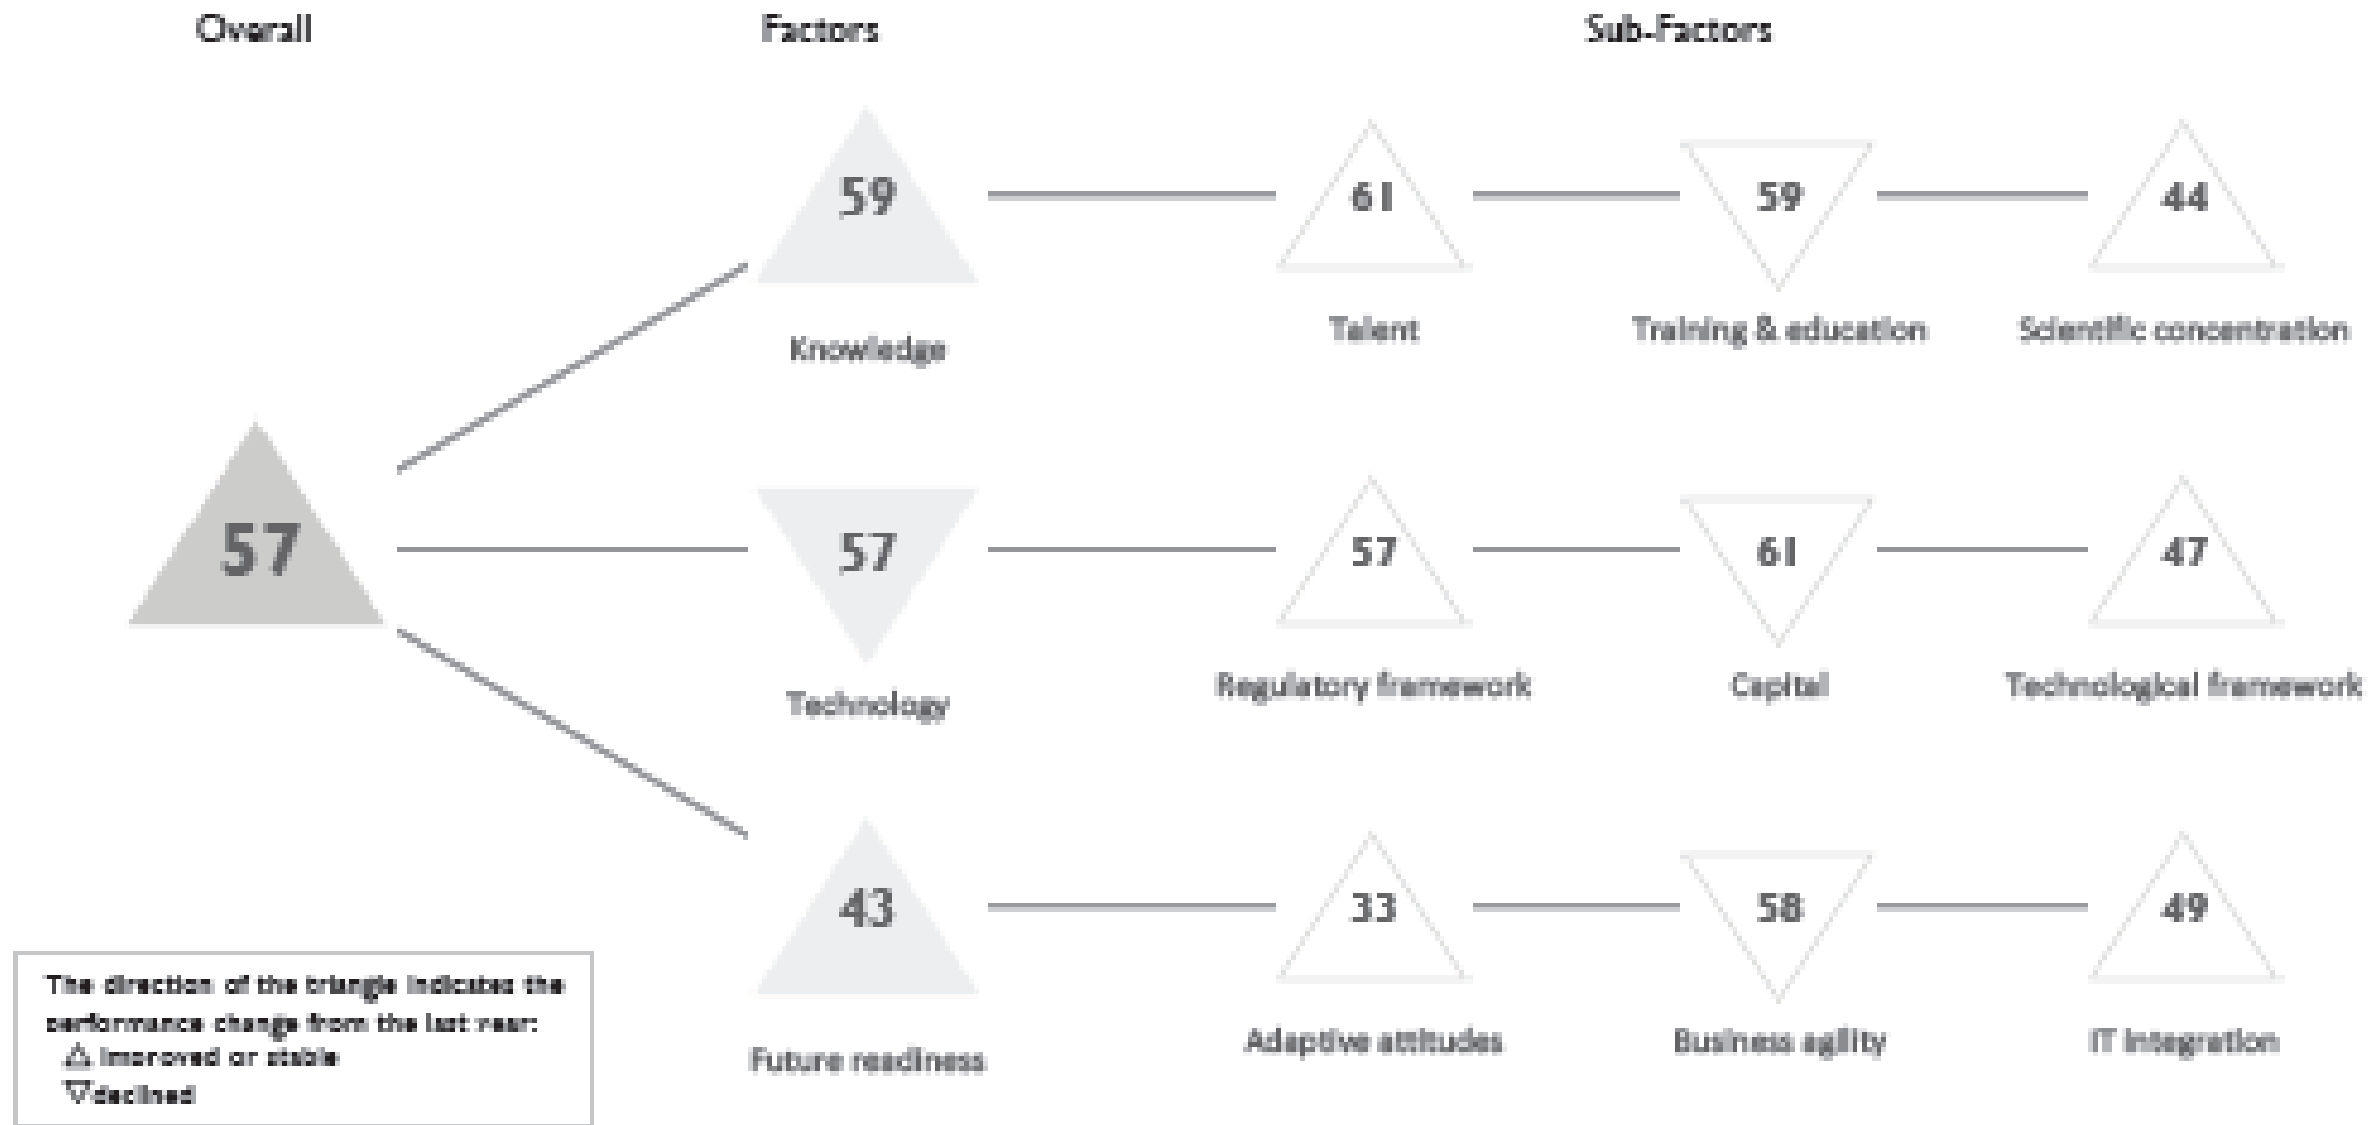 Overall
Factors
Sub-Factors
59
61
59
44
Knowledge
Talent
Training & education
Scientific concentration
57
57
57
61
47
Technology
Regulatory framework
Capital
Technological framework
43
33
58
49
Future readiness
Adaptive attitudes
Business agility
IT integration
The direction of the triangle indicates the
performance change from the last year:
△ improved or stable
▽declined